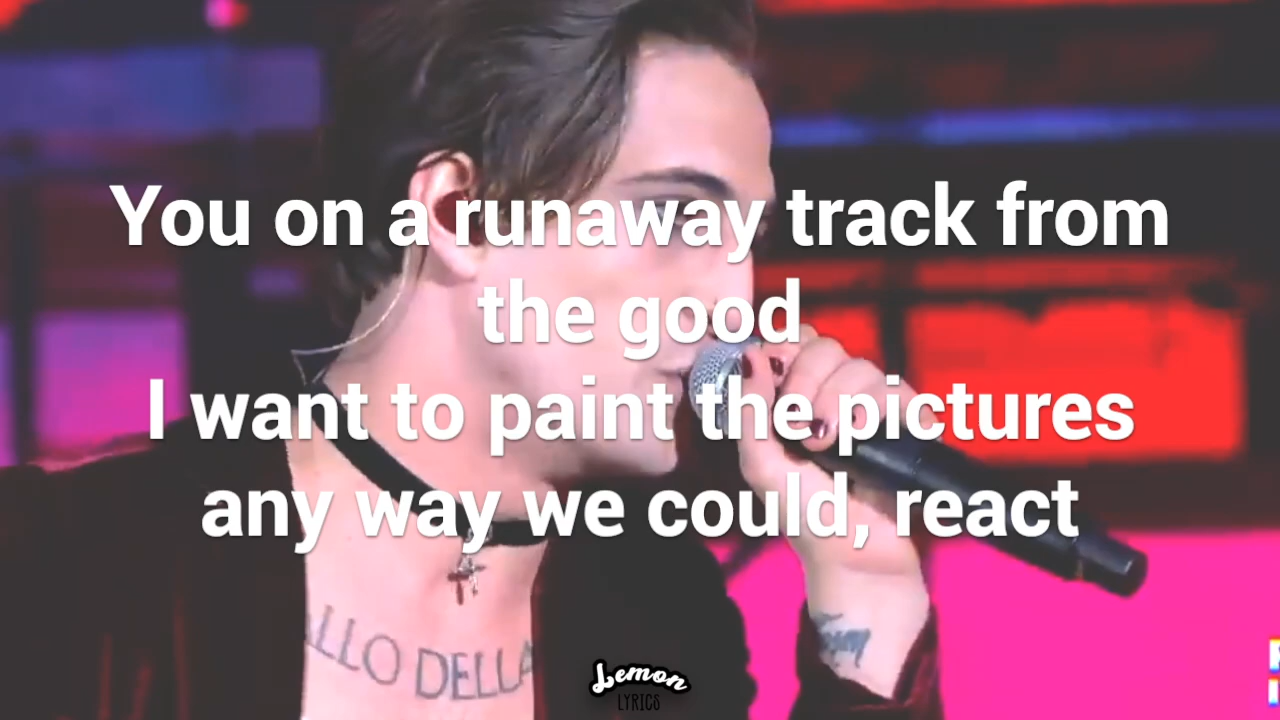 You on a runaway track from
the good
I want to paint the pictures
any way we could, react
LLO DELLA
Lemon
LYRICS